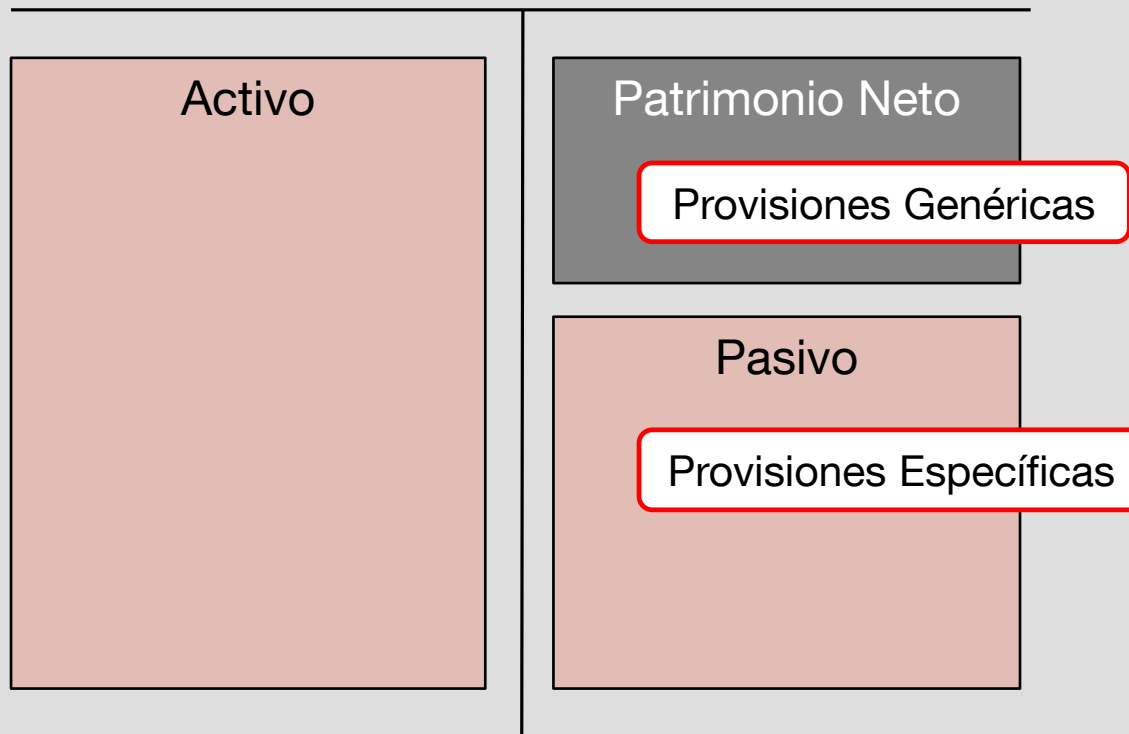 Activo
Patrimonio Neto
Provisiones Genéricas
Pasivo
Provisiones Específicas